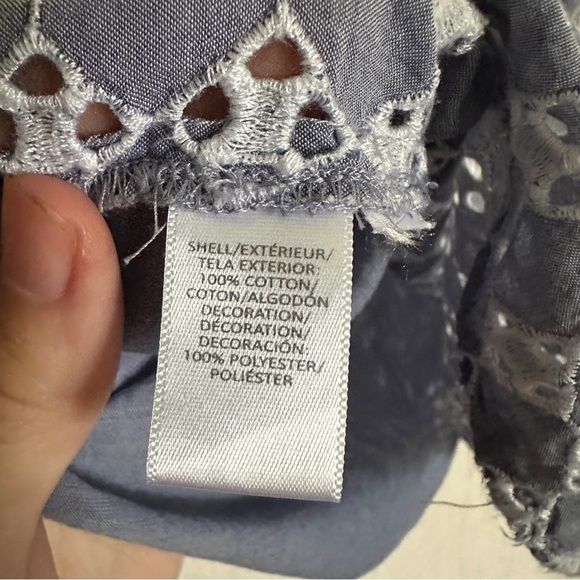 SHELL/EXTÉRIEUR/
TELA EXTERIOR:
100% COTTON/
COTON/ALGODÓN
DECORATION/
DÉCORATION/
DECORACIÓN:
100% POLYESTER/
POLIÉSTER